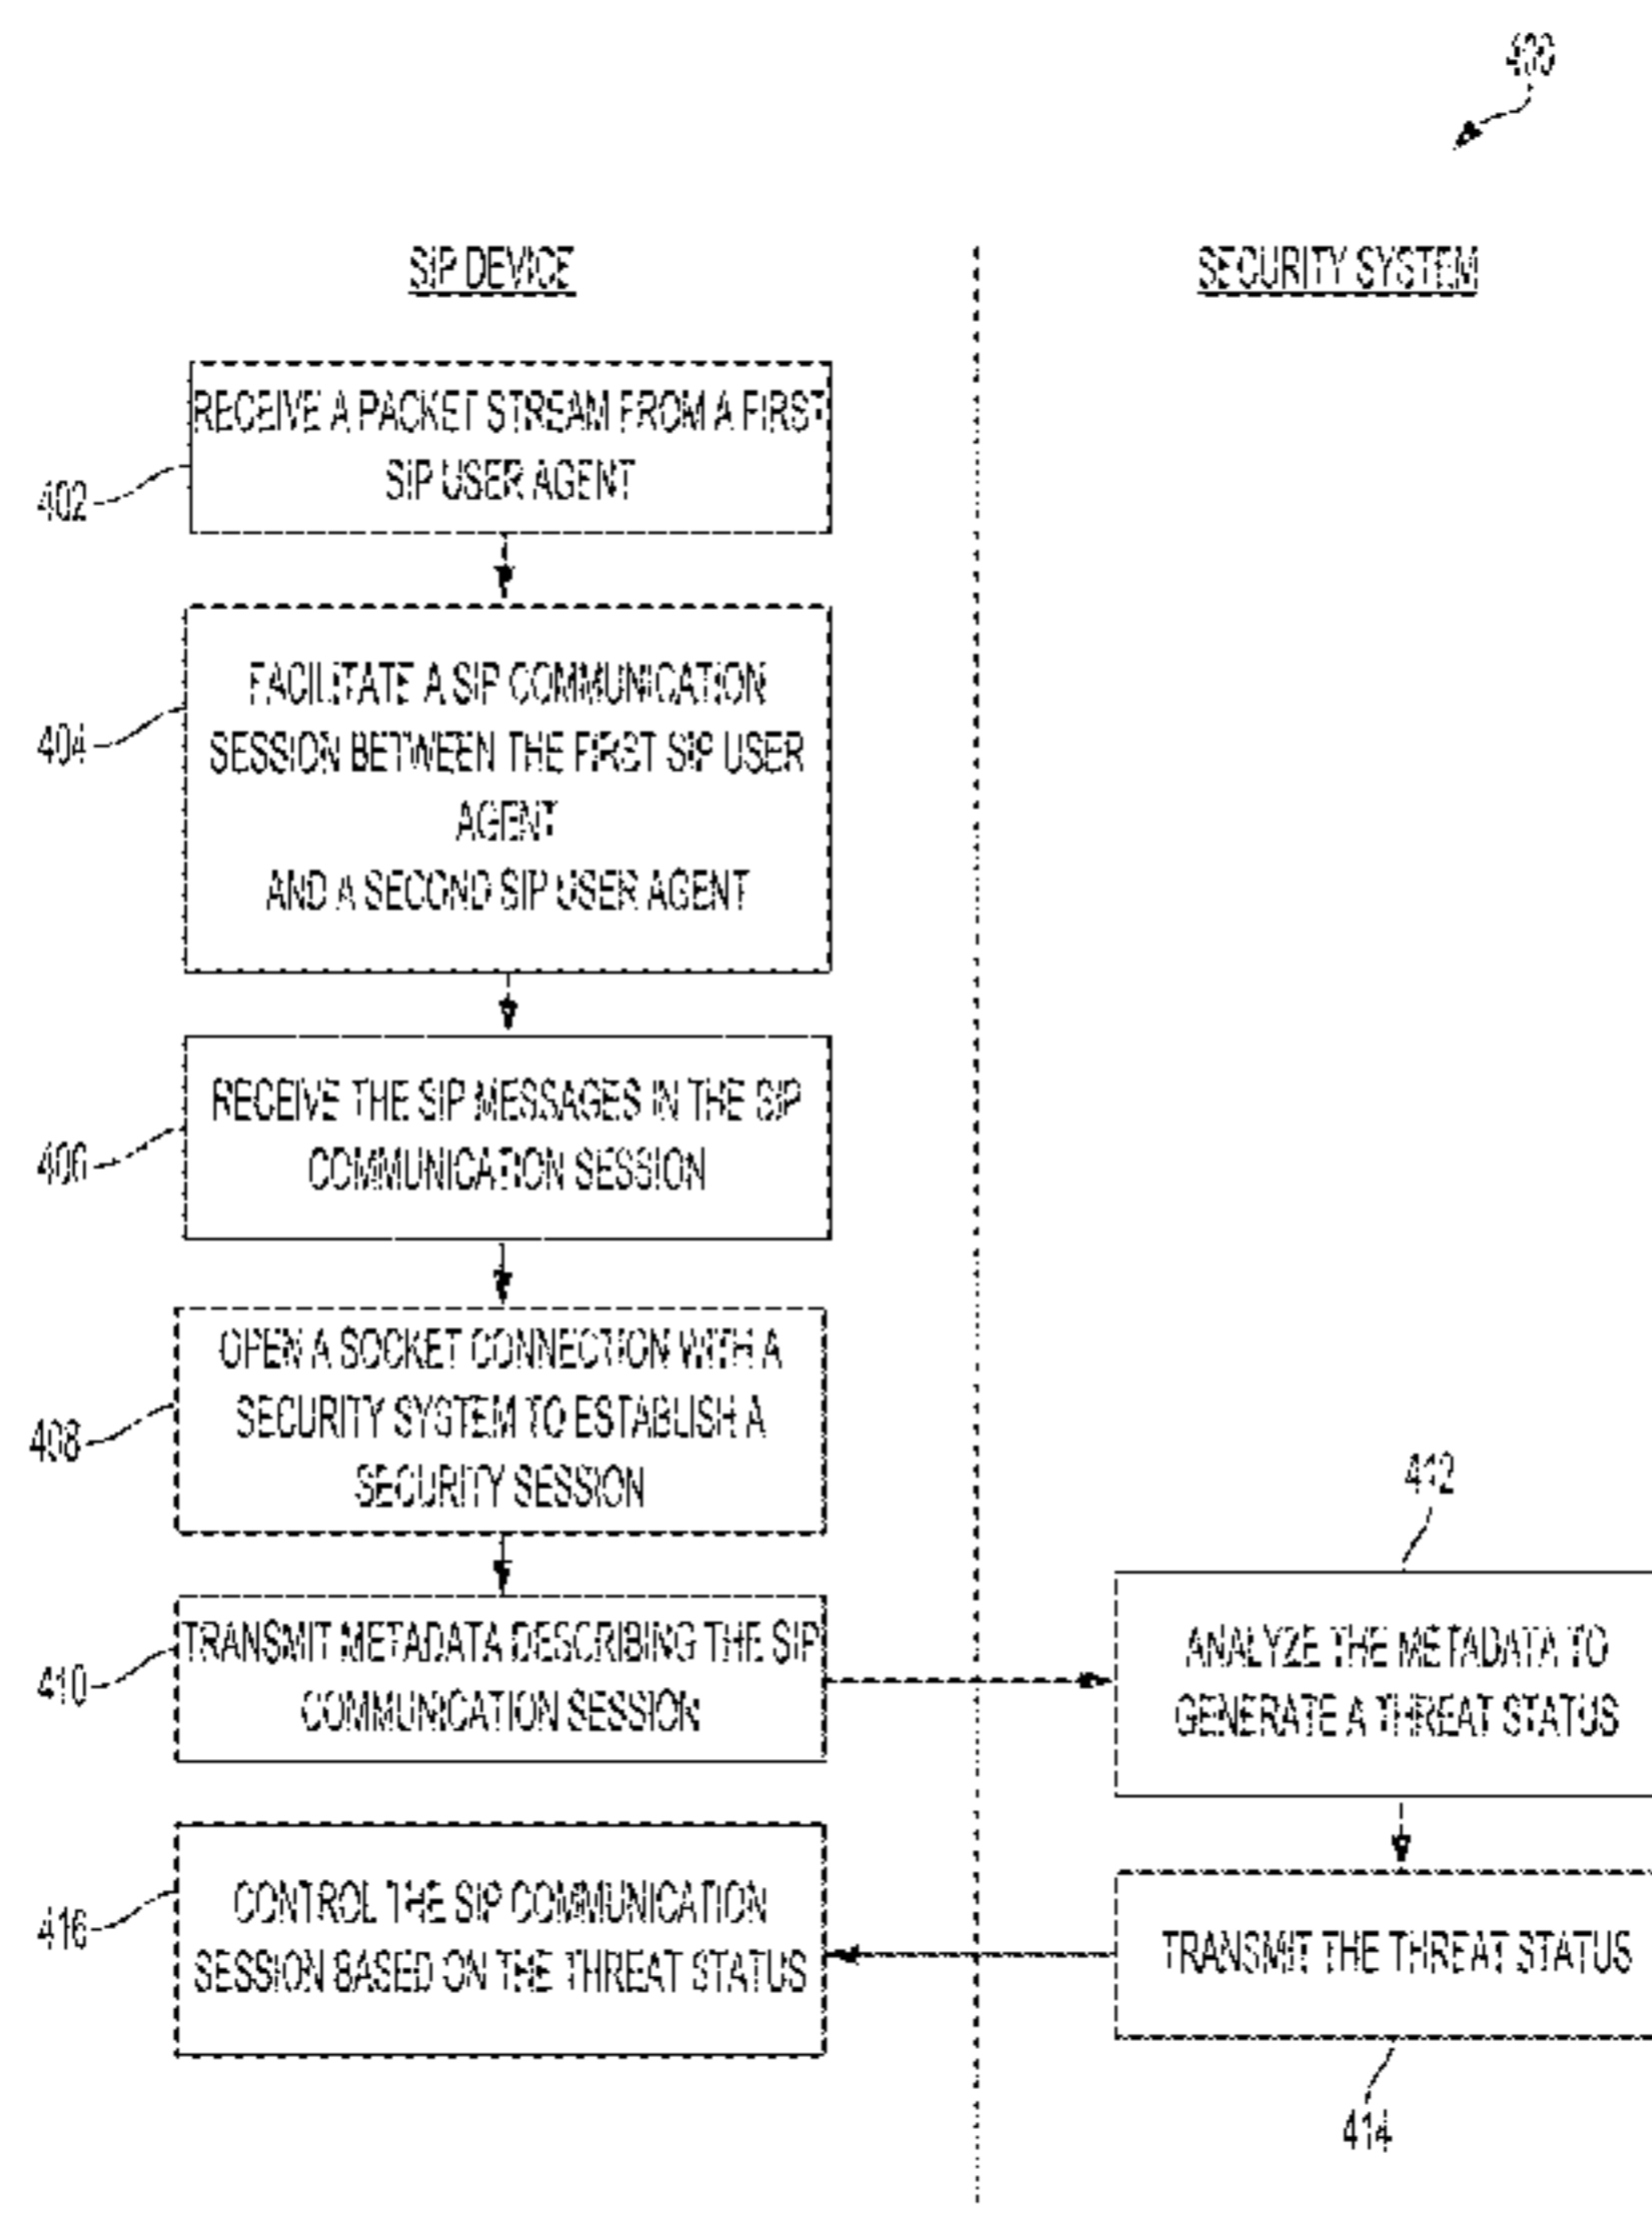 400
SIP DEVICE
SECURITY SYSTEM
RECEIVE A PACKET STREAM FROM A FIRST
SIP USER AGENT
402
FACILITATE A SIP COMMUNICATION
SESSION BETWEEN THE FIRST SIP USER
AGENT
AND A SECOND SIP USER AGENT
404
RECEIVE THE SIP MESSAGES IN THE SIP
COMMUNICATION SESSION
406
OPEN A SOCKET CONNECTION WITH A
SECURITY SYSTEM TO ESTABLISH A
SECURITY SESSION
408
TRANSMIT METADATA DESCRIBING THE SIP
COMMUNICATION SESSION
410
412
ANALYZE THE METADATA TO
GENERATE A THREAT STATUS
TRANSMIT THE THREAT STATUS
414
CONTROL THE SIP COMMUNICATION
SESSION BASED ON THE THREAT STATUS
416